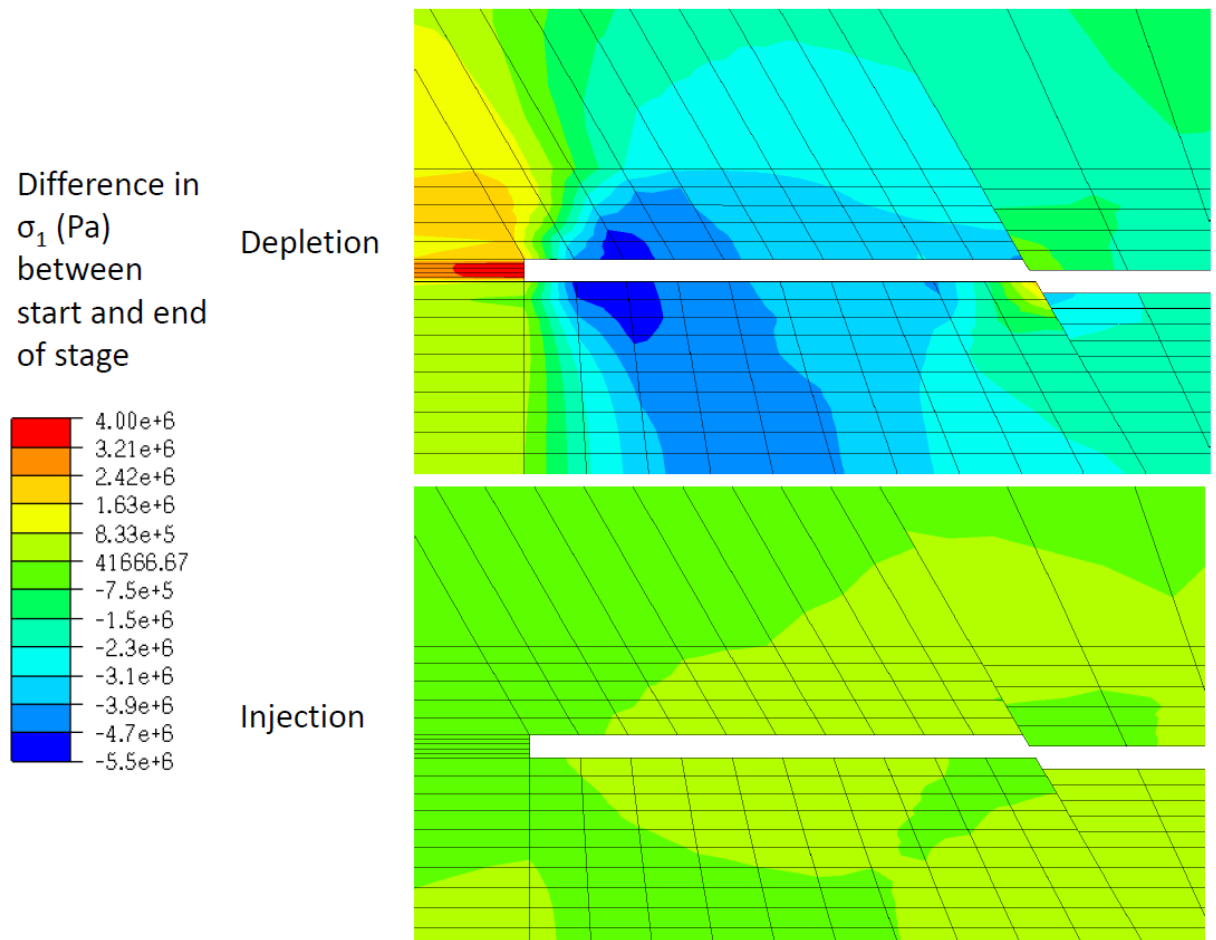 Difference in
σ₁ (Pa)
between
start and end
of stage
Depletion
4.00e+6
3.21e+6
2.42e+6
1.63e+6
8.33e+5
41666.67
-7.5e+5
-1.5e+6
-2.3e+6
-3.1e+6
-3.9e+6
-4.7e+6
-5.5e+6
Injection